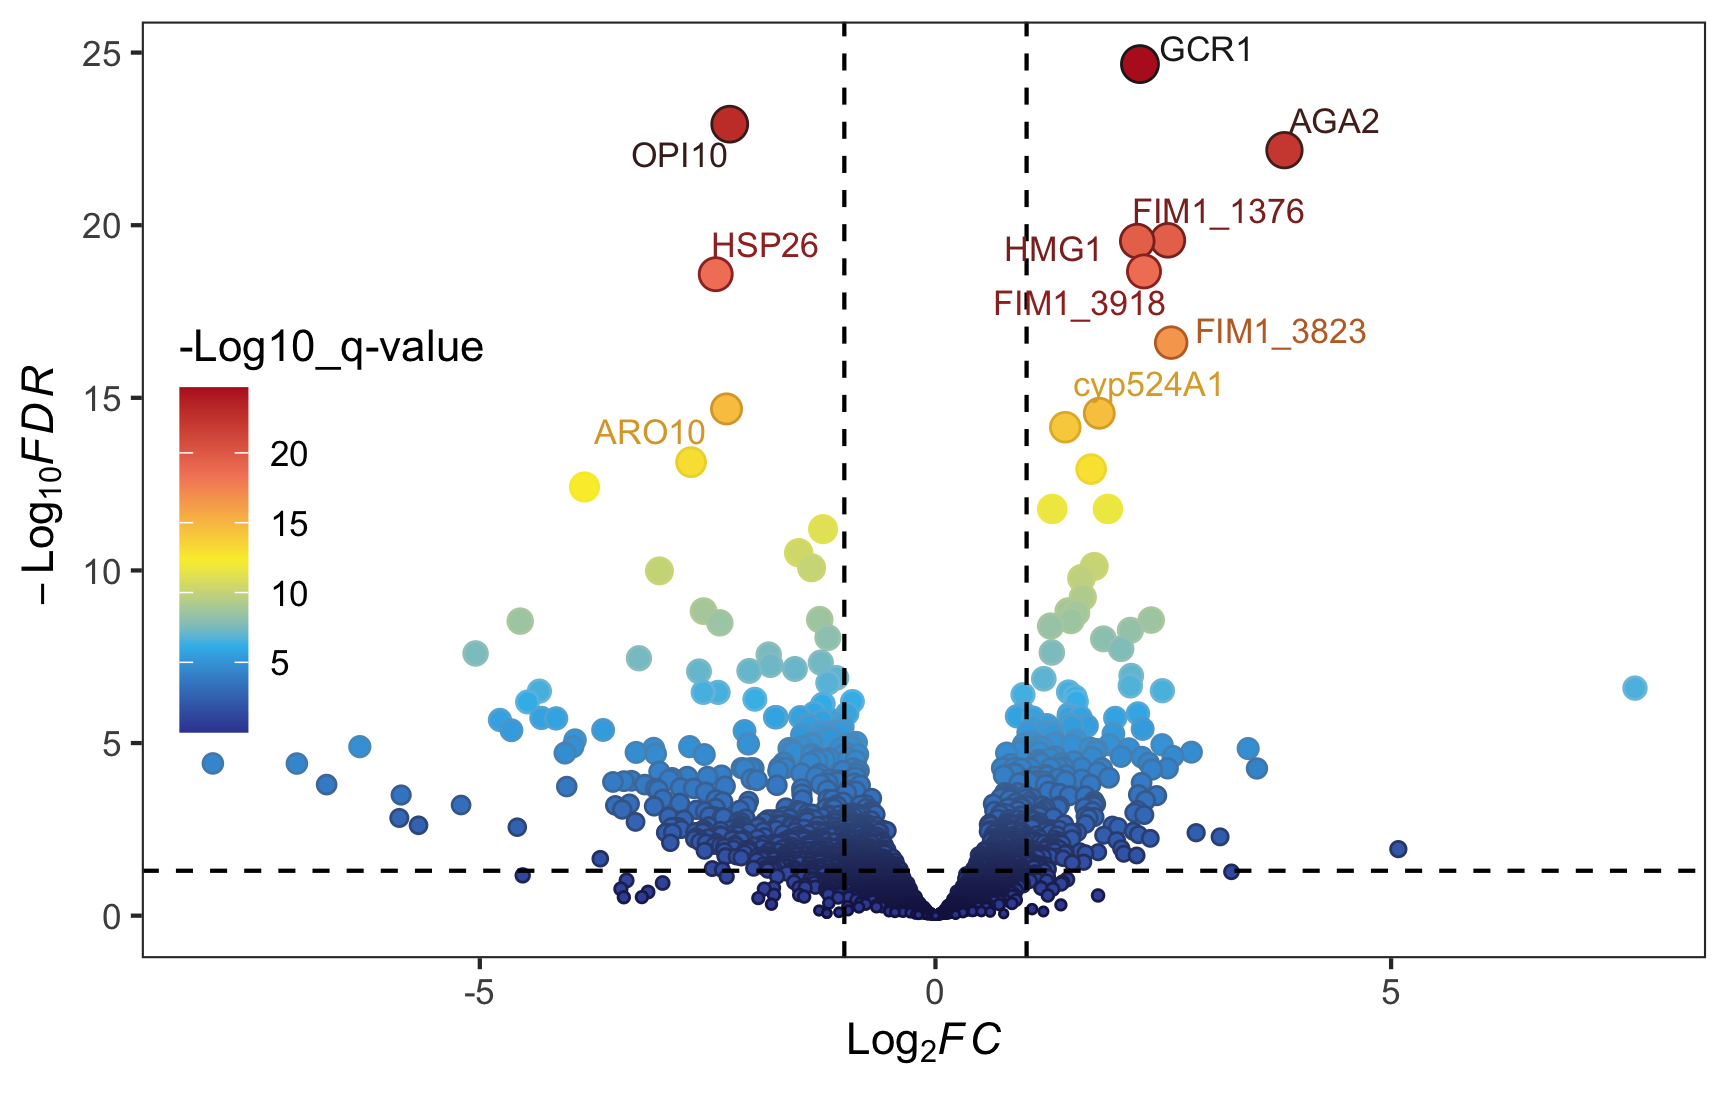 25
20
15
10
5
0
-5
0
5
– Log10FDR
Log2FC
-Log10_q-value
20
15
10
5
GCR1
AGA2
OPI10
FIM1_1376
HSP26
HMG1
FIM1_3918
FIM1_3823
cyp524A1
ARO10